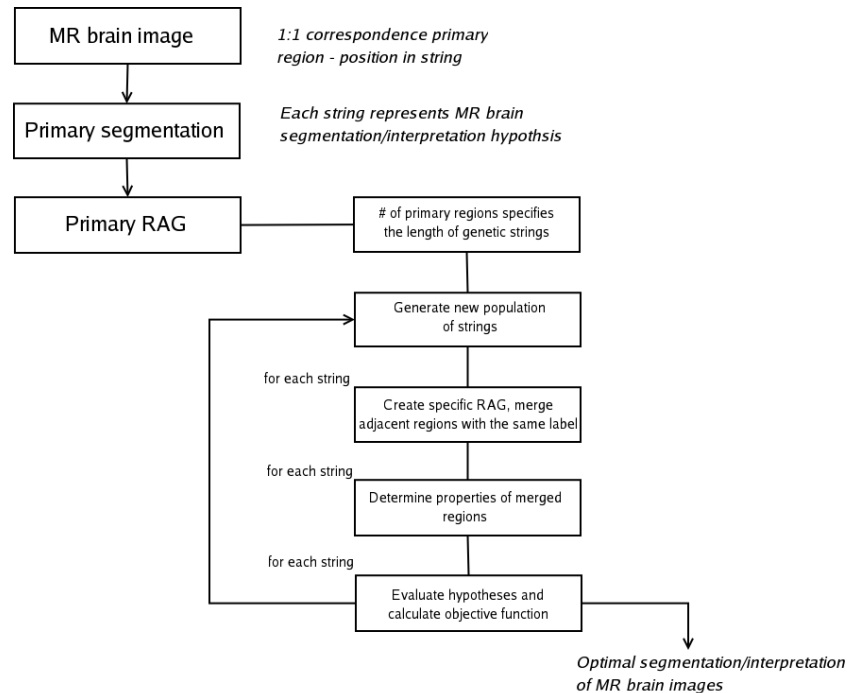 MR brain image
1:1 correspondence primary
region - position in string
Primary segmentation
Each string represents MR brain
segmentation/interpretation hypothsis
Primary RAG
# of primary regions specifies
the length of genetic strings
Generate new population
of strings
for each string
Create specific RAG, merge
adjacent regions with the same label
for each string
Determine properties of merged
regions
for each string
Evaluate hypotheses and
calculate objective function
Optimal segmentation/interpretation
of MR brain images